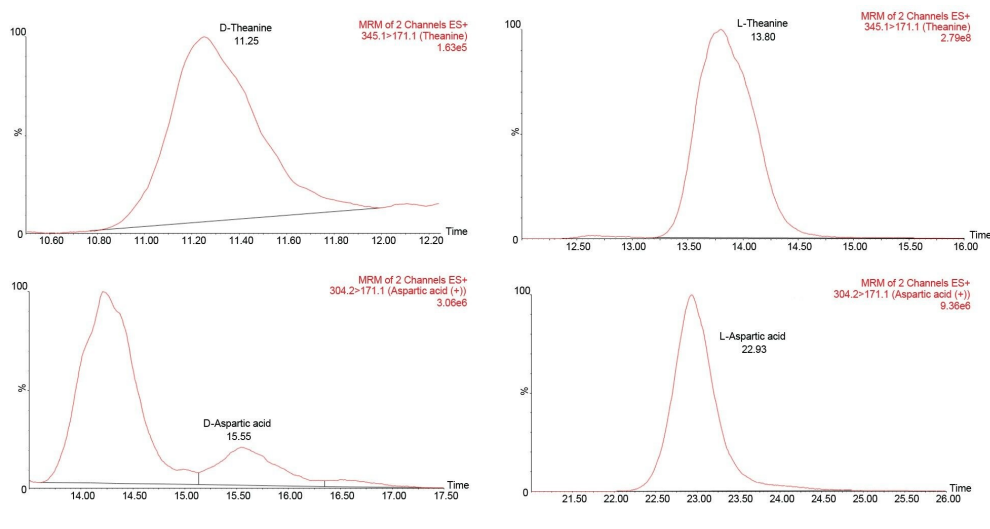 D-Theanine
11.25
MRM of 2 Channels ES+
345.1>171.1 (Theanine)
1.63e5
100
%
0
10.60 10.80 11.00 11.20 11.40 11.60 11.80 12.00 12.20 Time
L-Theanine
13.80
MRM of 2 Channels ES+
345.1>171.1 (Theanine)
2.79e8
100
%
0
12.50 13.00 13.50 14.00 14.50 15.00 15.50 16.00 Time
MRM of 2 Channels ES+
304.2>171.1 (Aspartic acid (+))
3.06e6
100
D-Aspartic acid
15.55
%
0
14.00 14.50 15.00 15.50 16.00 16.50 17.00 17.50 Time
MRM of 2 Channels ES+
304.2>171.1 (Aspartic acid (+))
9.36e6
100
L-Aspartic acid
22.93
%
0
21.50 22.00 22.50 23.00 23.50 24.00 24.50 25.00 25.50 26.00 Time